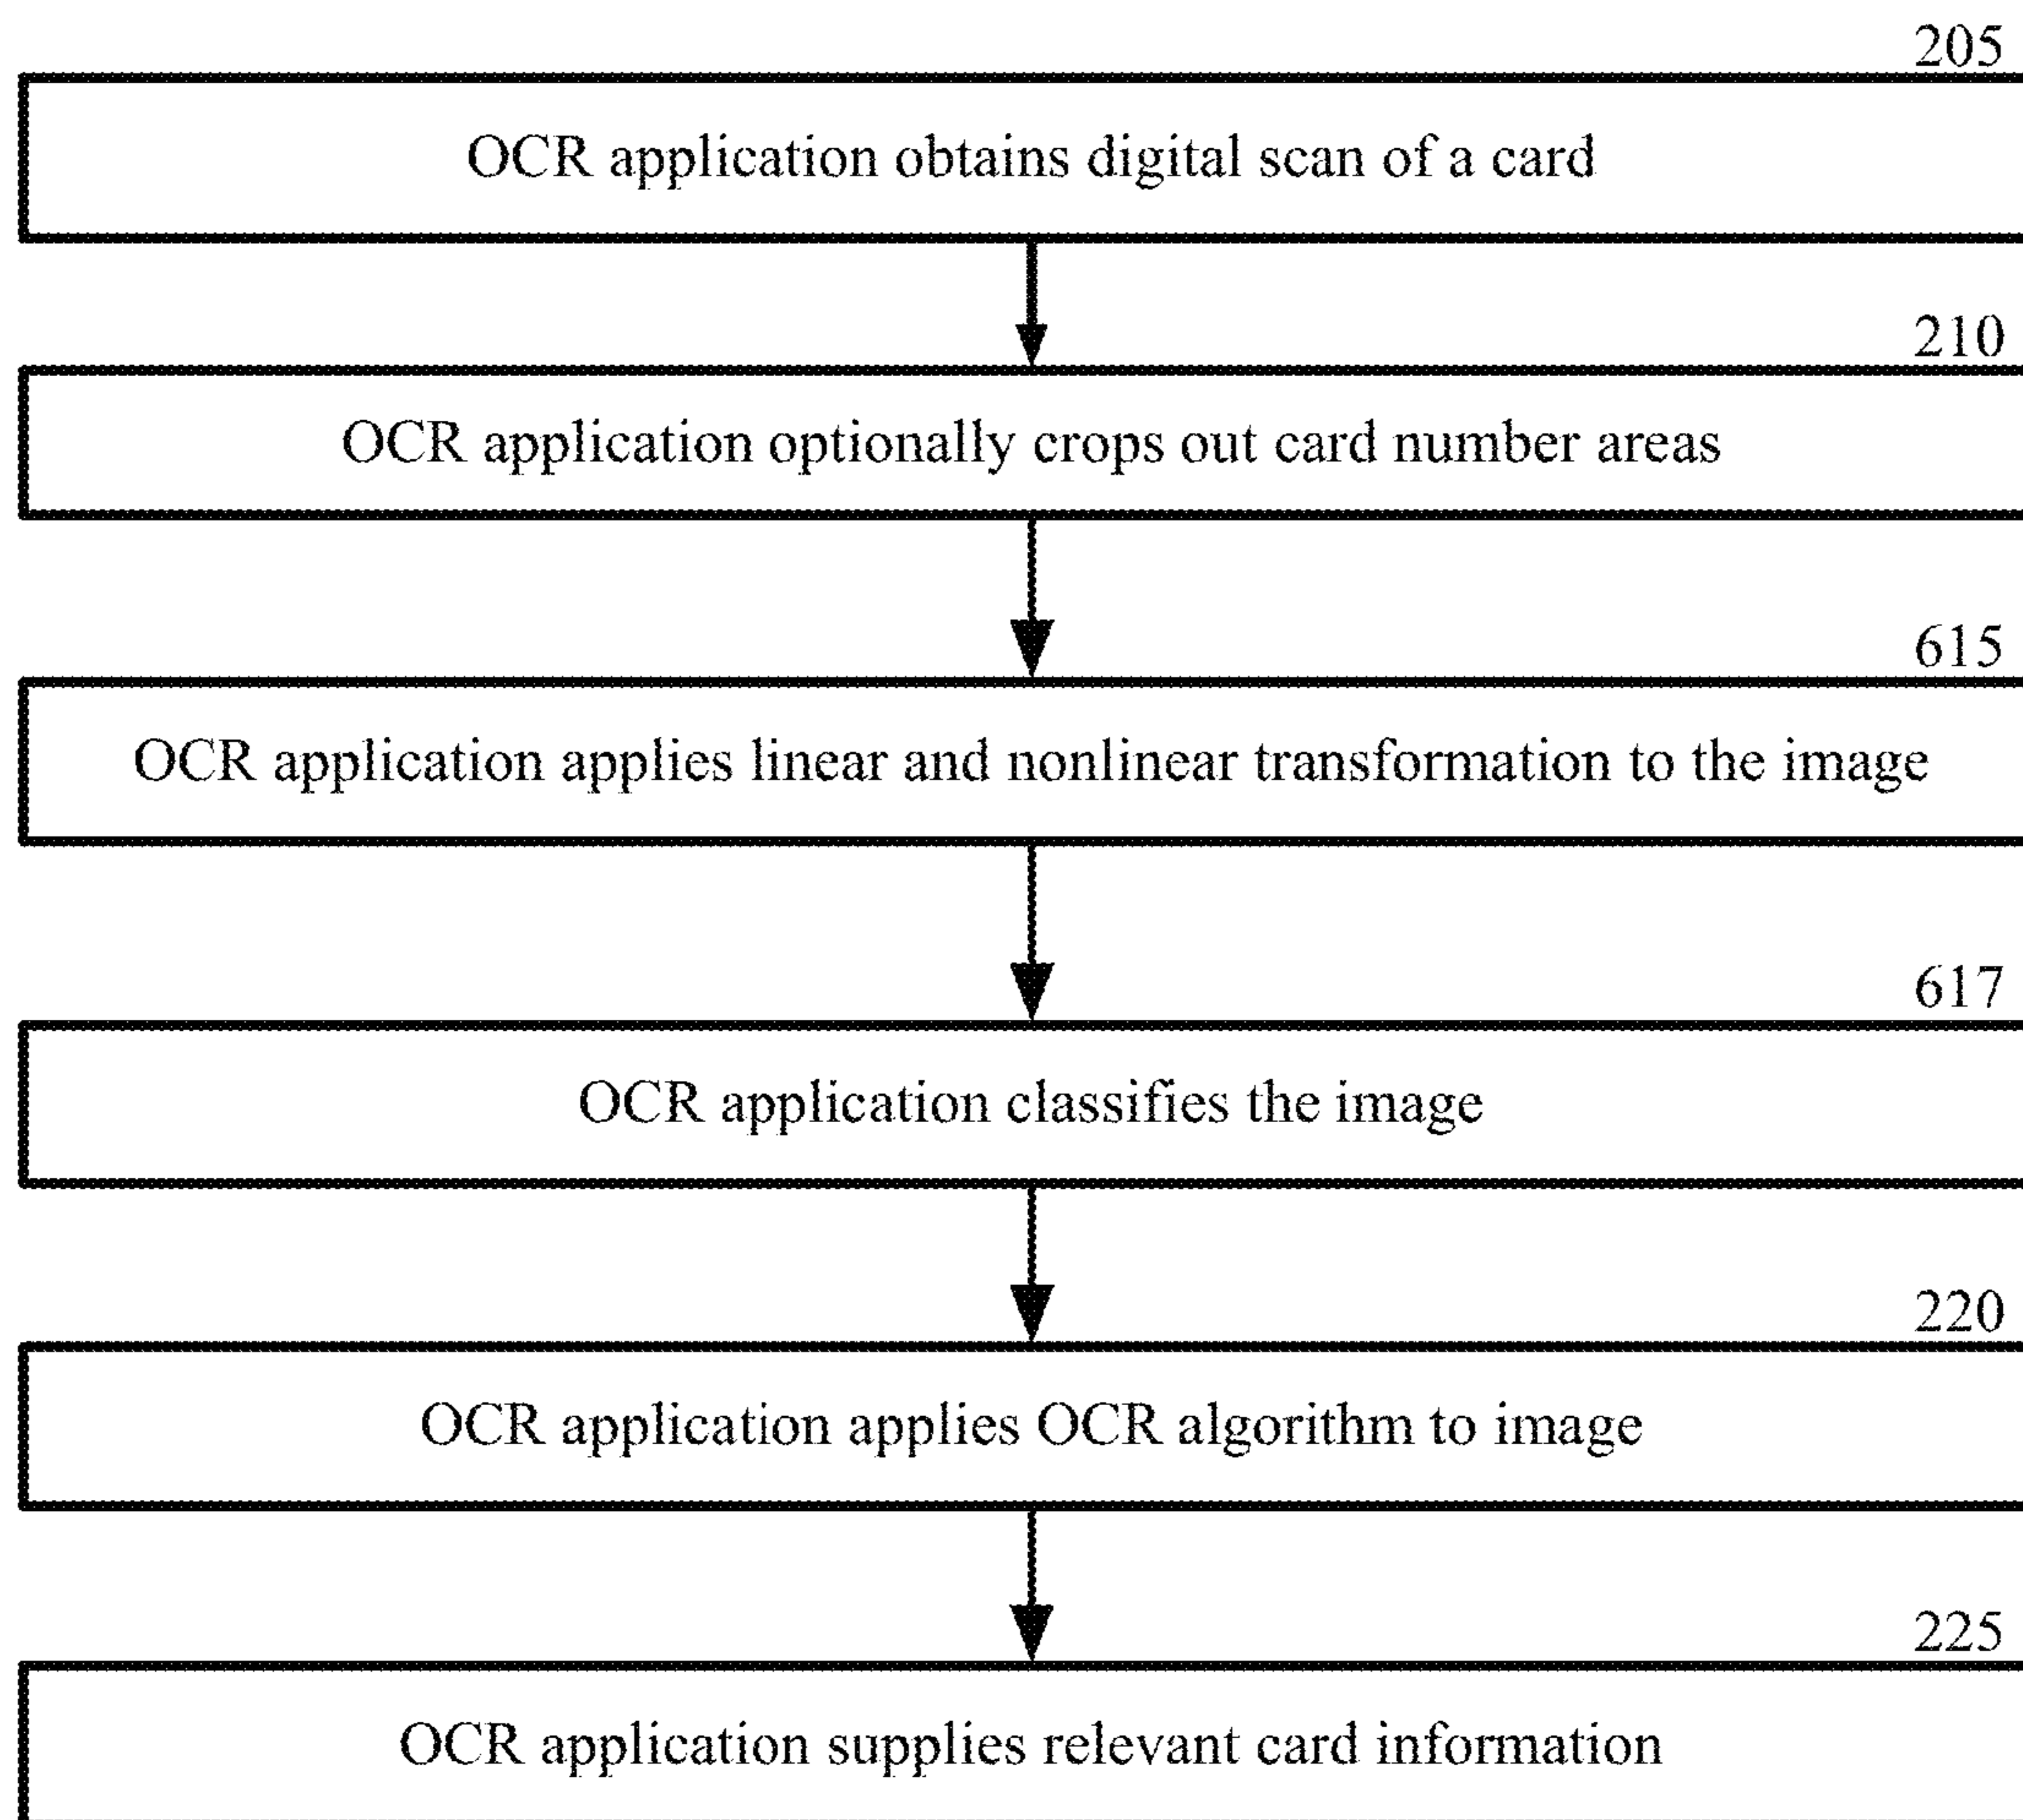 205
OCR application obtains digital scan of a card
210
OCR application optionally crops out card number areas
615
OCR application applies linear and nonlinear transformation to the image
617
OCR application classifies the image
220
OCR application applies OCR algorithm to image
225
OCR application supplies relevant card information